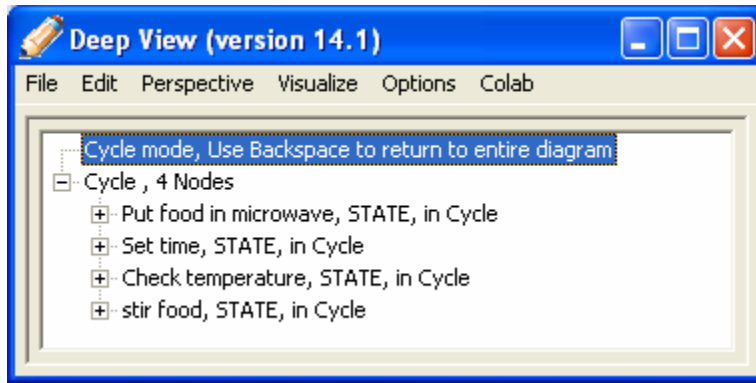 Deep View (version 14.1)
File Edit Perspective Visualize Options Colab
Cycle mode, Use Backspace to return to entire diagram
Cycle , 4 Nodes
Put food in microwave, STATE, in Cycle
Set time, STATE, in Cycle
Check temperature, STATE, in Cycle
stir food, STATE, in Cycle